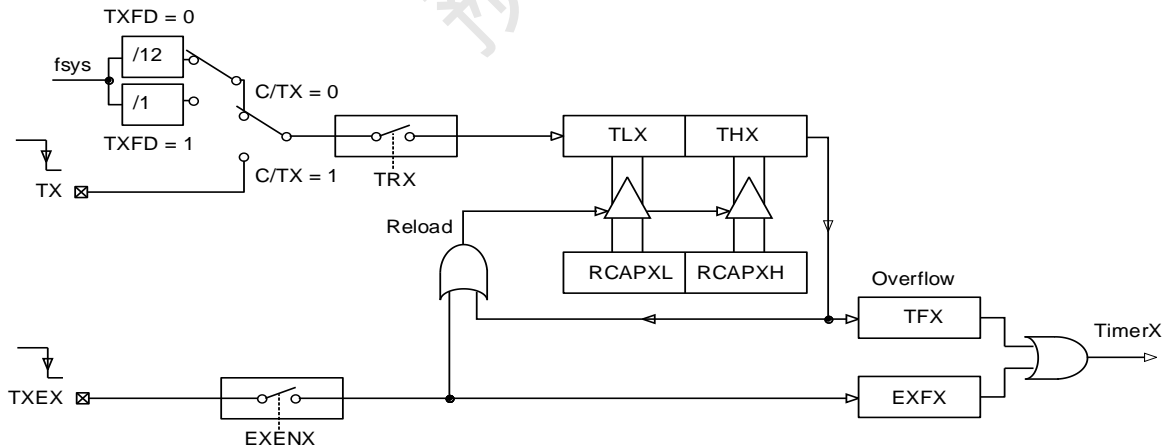 TXFD = 0
/12
fsys
C/TX = 0
/1
TLX
THX
TXFD = 1
C/TX = 1
TRX
TX
Reload
RCAPXL
RCAPXH
Overflow
TFX
TimerX
TXEX
EXFX
EXENX